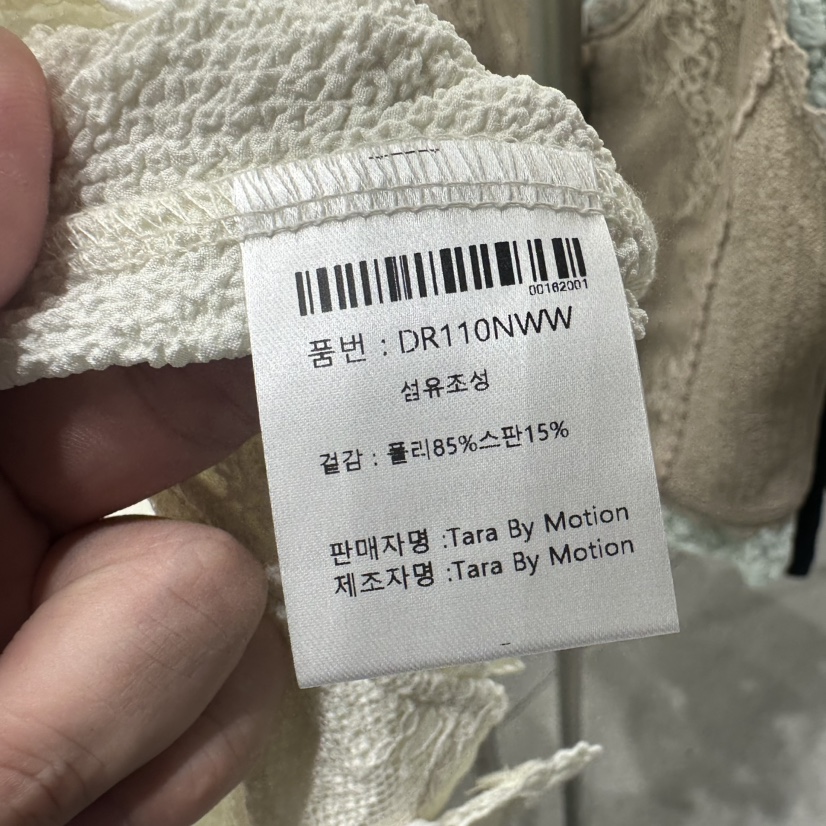 00162001
품번 : DR110NWW
섬유조성
겉감 : 폴리85%스판15%
판매자명 :Tara By Motion
제조자명 :Tara By Motion